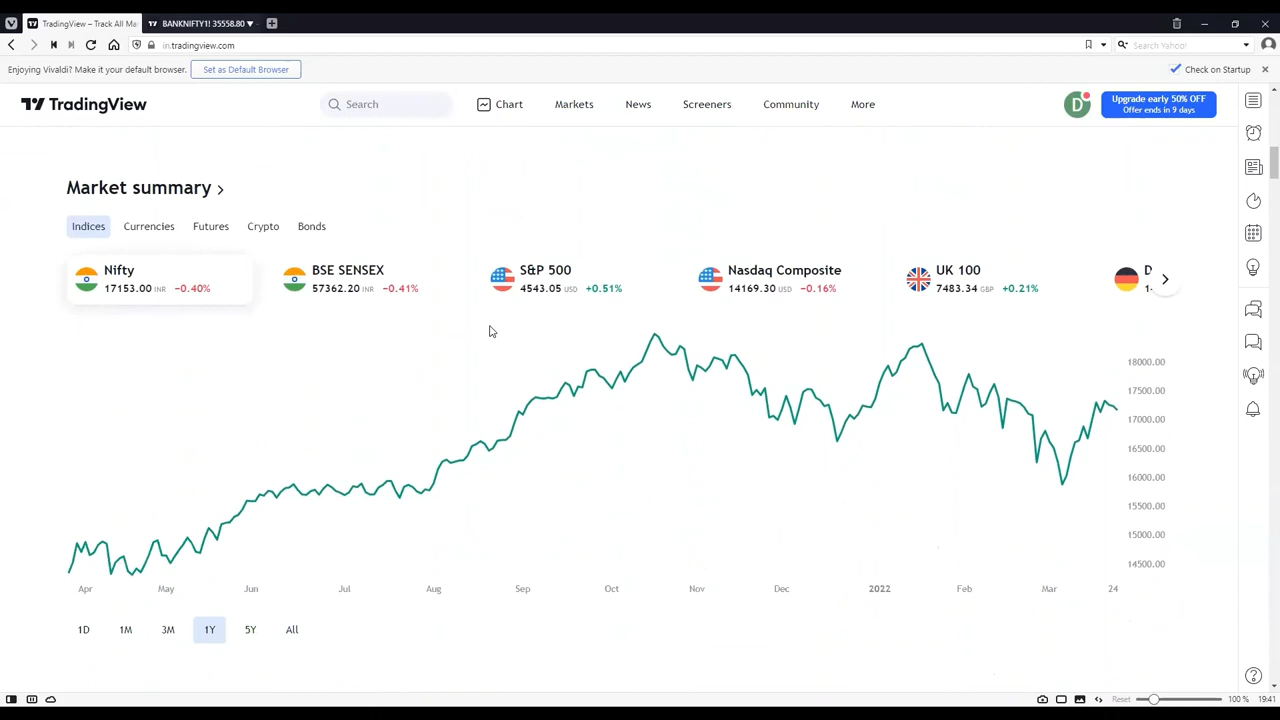 TradingView – Track All Ma
BANKNIFTY1! 35558.80 ▼
in.tradingview.com
Search Yahoo!
Enjoying Vivaldi? Make it your default browser.
Set as Default Browser
Check on Startup
TradingView
Search
Chart
Markets
News
Screeners
Community
More
D
Upgrade early 50% OFF
Offer ends in 9 days
Market summary
Indices
Currencies
Futures
Crypto
Bonds
Nifty
17153.00 INR −0.40%
BSE SENSEX
57362.20 INR −0.41%
S&P 500
4543.05 USD +0.51%
Nasdaq Composite
14169.30 USD −0.16%
UK 100
7483.34 GBP +0.21%
18000.00
17500.00
17000.00
16500.00
16000.00
15500.00
15000.00
14500.00
Apr May Jun Jul Aug Sep Oct Nov Dec 2022 Feb Mar 24
1D 1M 3M 1Y 5Y All
Reset
100 %
19:41